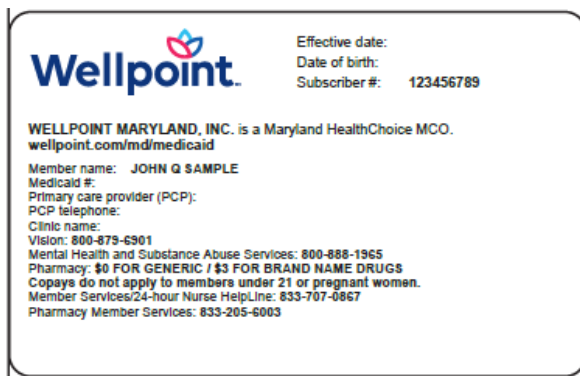 Wellpoint.
Effective date:
Date of birth:
Subscriber #: 123456789
WELLPOINT MARYLAND, INC. is a Maryland HealthChoice MCO.
wellpoint.com/md/medicaid
Member name: JOHN Q SAMPLE
Medicaid #:
Primary care provider (PCP):
PCP telephone:
Clinic name:
Vision: 800-879-6901
Mental Health and Substance Abuse Services: 800-888-1965
Pharmacy: $0 FOR GENERIC / $3 FOR BRAND NAME DRUGS
Copays do not apply to members under 21 or pregnant women.
Member Services/24-hour Nurse HelpLine: 833-707-0867
Pharmacy Member Services: 833-205-6003